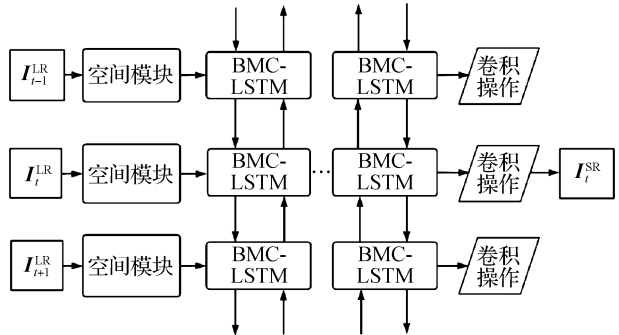 I_{t-1}^{LR} 空间模块 BMC-
LSTM BMC-
LSTM 卷积
操作
I_t^{LR} 空间模块 BMC-
LSTM ··· BMC-
LSTM 卷积
操作 I_t^{SR}
I_{t+1}^{LR} 空间模块 BMC-
LSTM BMC-
LSTM 卷积
操作